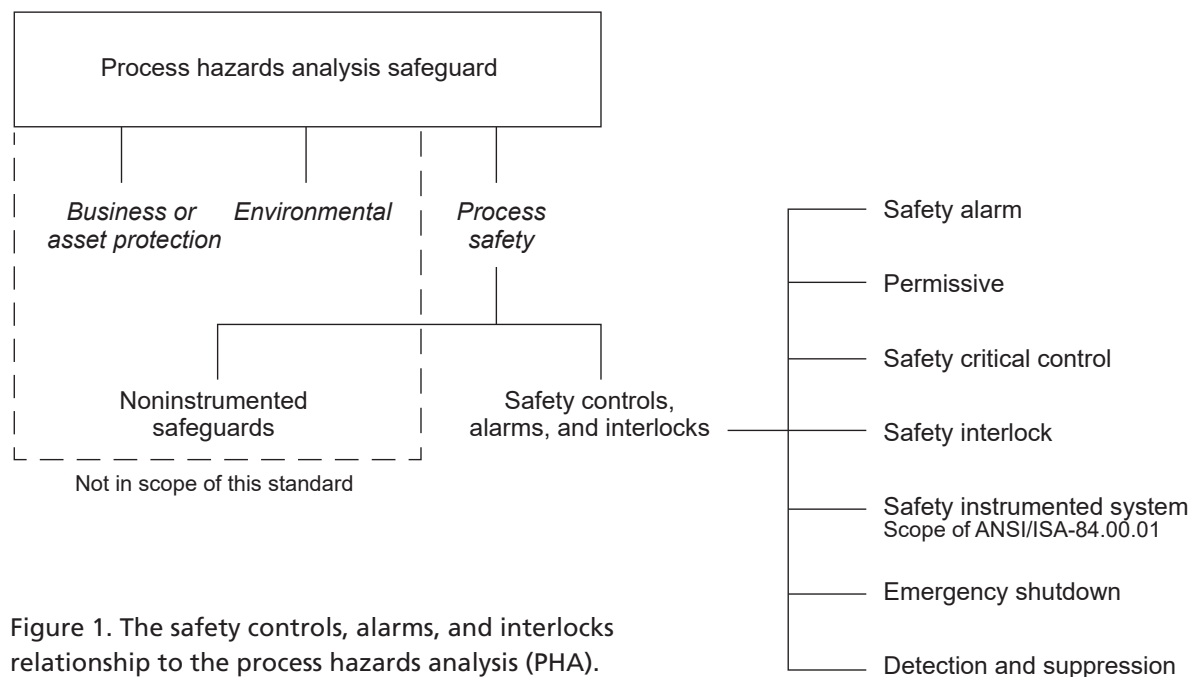 Process hazards analysis safeguard
Business or
asset protection
Environmental
Process
safety
Noninstrumented
safeguards
Safety controls,
alarms, and interlocks
Not in scope of this standard
Safety alarm
Permissive
Safety critical control
Safety interlock
Safety instrumented system
Scope of ANSI/ISA-84.00.01
Emergency shutdown
Detection and suppression
Figure 1. The safety controls, alarms, and interlocks
relationship to the process hazards analysis (PHA).